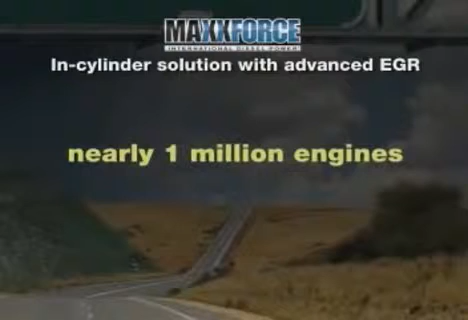 MAXXFORCE
INTERNATIONAL DIESEL POWER
In-cylinder solution with advanced EGR
nearly 1 million engines